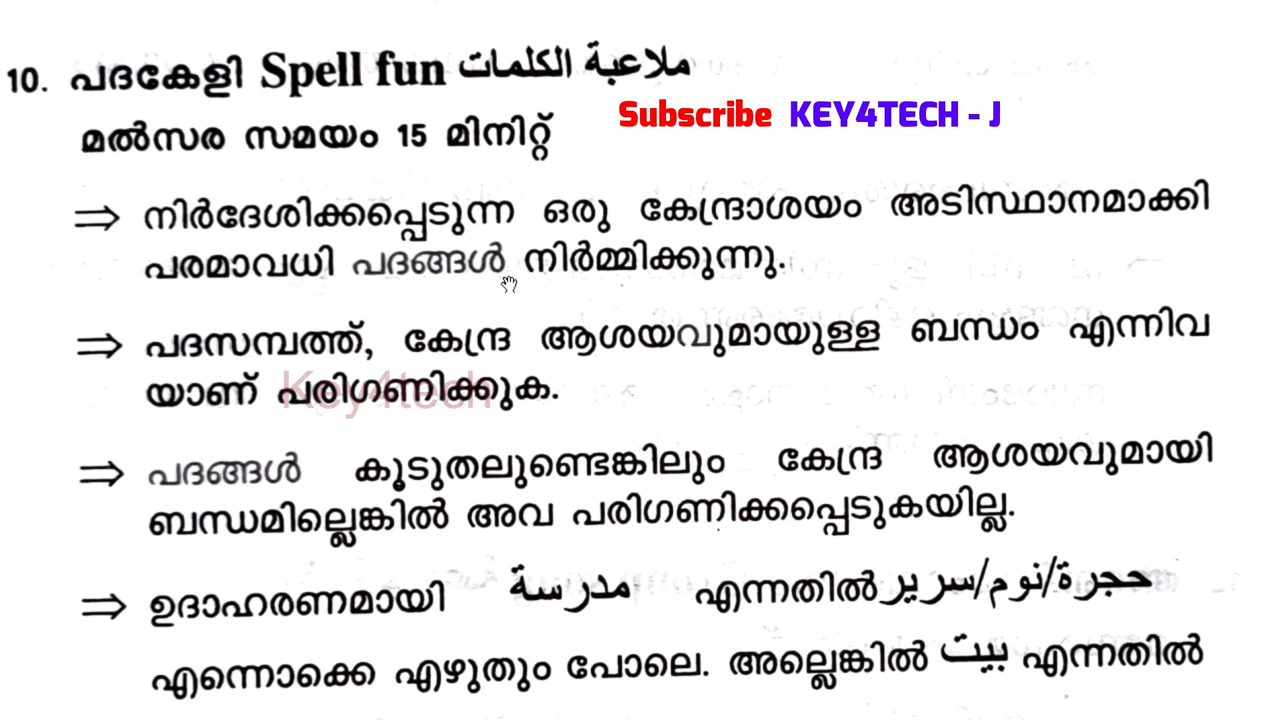 10. പദകേളി Spell fun ملاعبة الكلمات
Subscribe KEY4TECH - J
മൽസര സമയം 15 മിനിറ്റ്
⇒ നിർദേശിക്കപ്പെടുന്ന ഒരു കേന്ദ്രാശയം അടിസ്ഥാനമാക്കി
പരമാവധി പദങ്ങൾ നിർമ്മിക്കുന്നു.
⇒ പദസമ്പത്ത്, കേന്ദ്ര ആശയവുമായുള്ള ബന്ധം എന്നിവ
യാണ് പരിഗണിക്കുക.
Key4tech
⇒ പദങ്ങൾ കൂടുതലുണ്ടെങ്കിലും കേന്ദ്ര ആശയവുമായി
ബന്ധമില്ലെങ്കിൽ അവ പരിഗണിക്കപ്പെടുകയില്ല.
⇒ ഉദാഹരണമായി مدرسة എന്നതിൽ حجرة/نوم/سرير
എന്നൊക്കെ എഴുതും പോലെ. അല്ലെങ്കിൽ بيت എന്നതിൽ